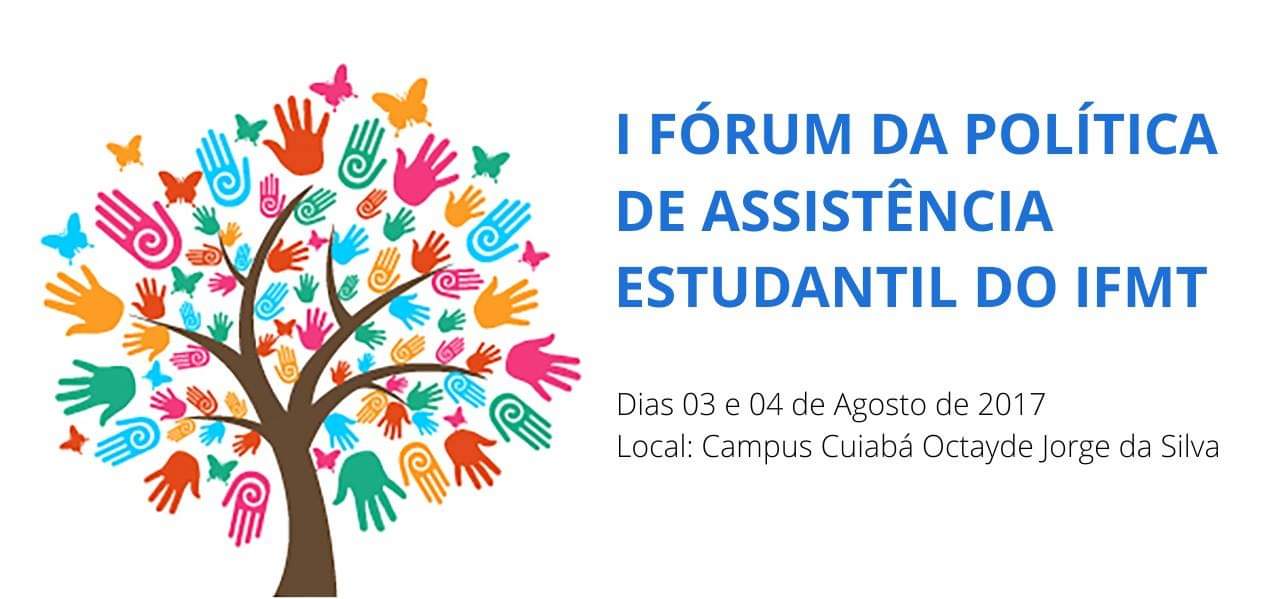 I FÓRUM DA POLÍTICA
DE ASSISTÊNCIA
ESTUDANTIL DO IFMT
Dias 03 e 04 de Agosto de 2017
Local: Campus Cuiabá Octayde Jorge da Silva